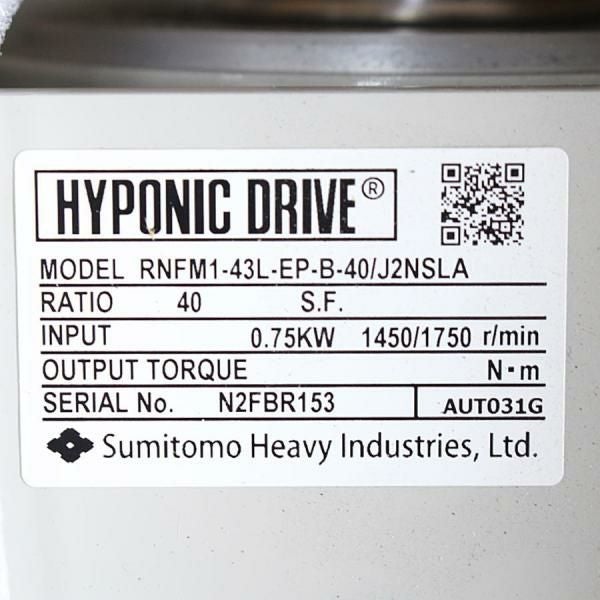 HYPONIC DRIVE®
MODEL RNFM1-43L-EP-B-40/J2NSLA
RATIO 40 S.F.
INPUT 0.75KW 1450/1750 r/min
OUTPUT TORQUE N·m
SERIAL No. N2FBR153 AUT031G
Sumitomo Heavy Industries, Ltd.